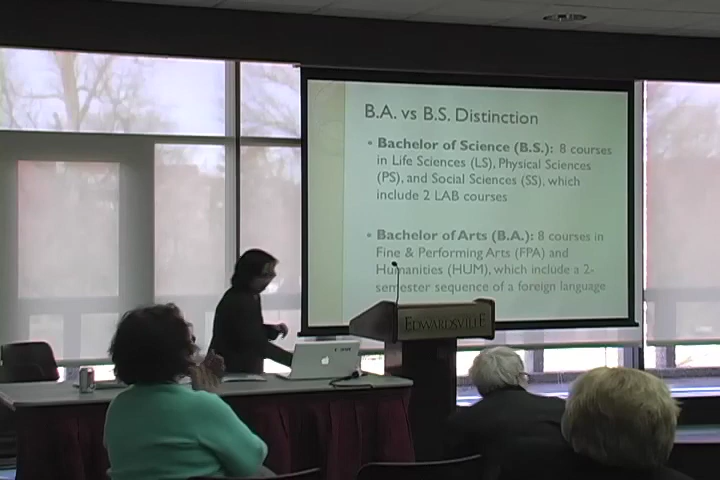 B.A. vs B.S. Distinction
• Bachelor of Science (B.S.): 8 courses
in Life Sciences (LS), Physical Sciences
(PS), and Social Sciences (SS), which
include 2 LAB courses
• Bachelor of Arts (B.A.): 8 courses in
Fine & Performing Arts (FPA) and
Humanities (HUM), which include a 2-
semester sequence of a foreign language
EDWARDSVILLE